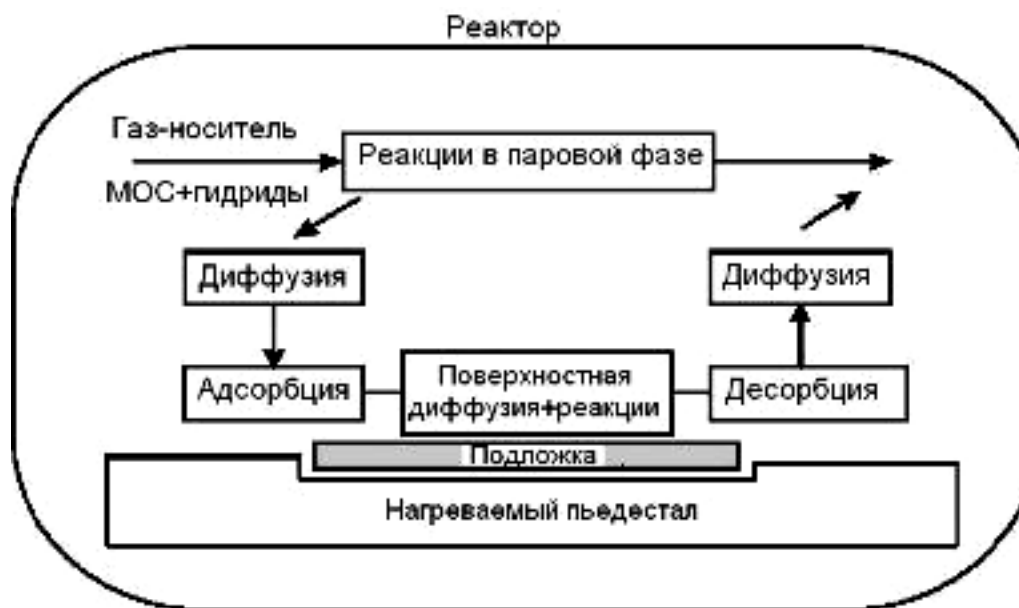 Реактор
Газ-носитель
МОС+гидриды
Реакции в паровой фазе
Диффузия
Диффузия
Адсорбция
Поверхностная
диффузия+реакции
Десорбция
Подложка
Нагреваемый пьедестал